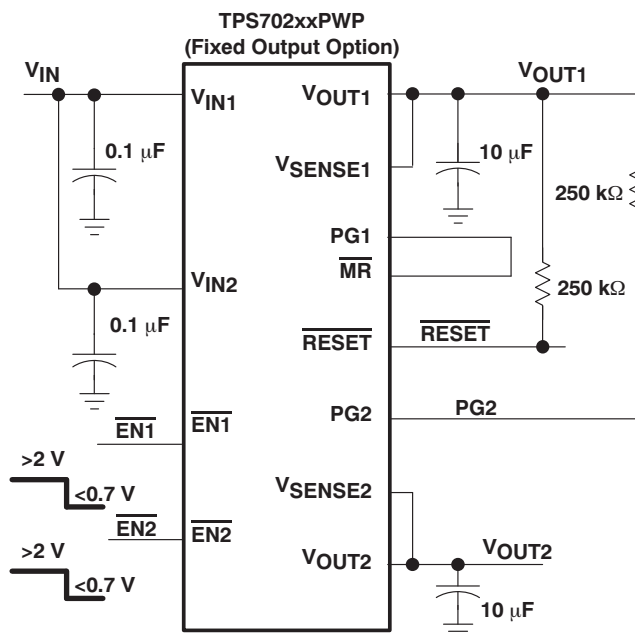 TPS702xxPWP
(Fixed Output Option)
VIN
VIN1
0.1 µF
VIN2
0.1 µF
EN1
EN1
>2 V
<0.7 V
EN2
EN2
>2 V
<0.7 V
VOUT1
VOUT1
VSENSE1
10 µF
250 kΩ
PG1
MR
250 kΩ
RESET
RESET
PG2
PG2
VSENSE2
VOUT2
VOUT2
10 µF